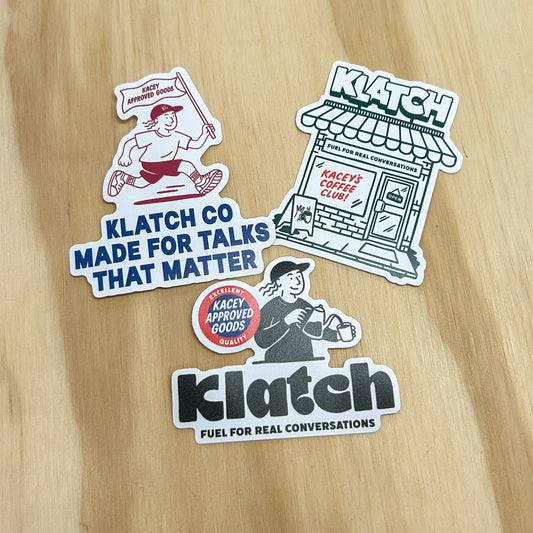 KACEY
APPROVED GOODS
KLATCH CO
MADE FOR TALKS
THAT MATTER
KLATCH
FUEL FOR REAL CONVERSATIONS
KACEY'S
COFFEE
CLUB!
OPEN
EXCELLENT
KACEY
APPROVED
GOODS
QUALITY
Klatch
FUEL FOR REAL CONVERSATIONS